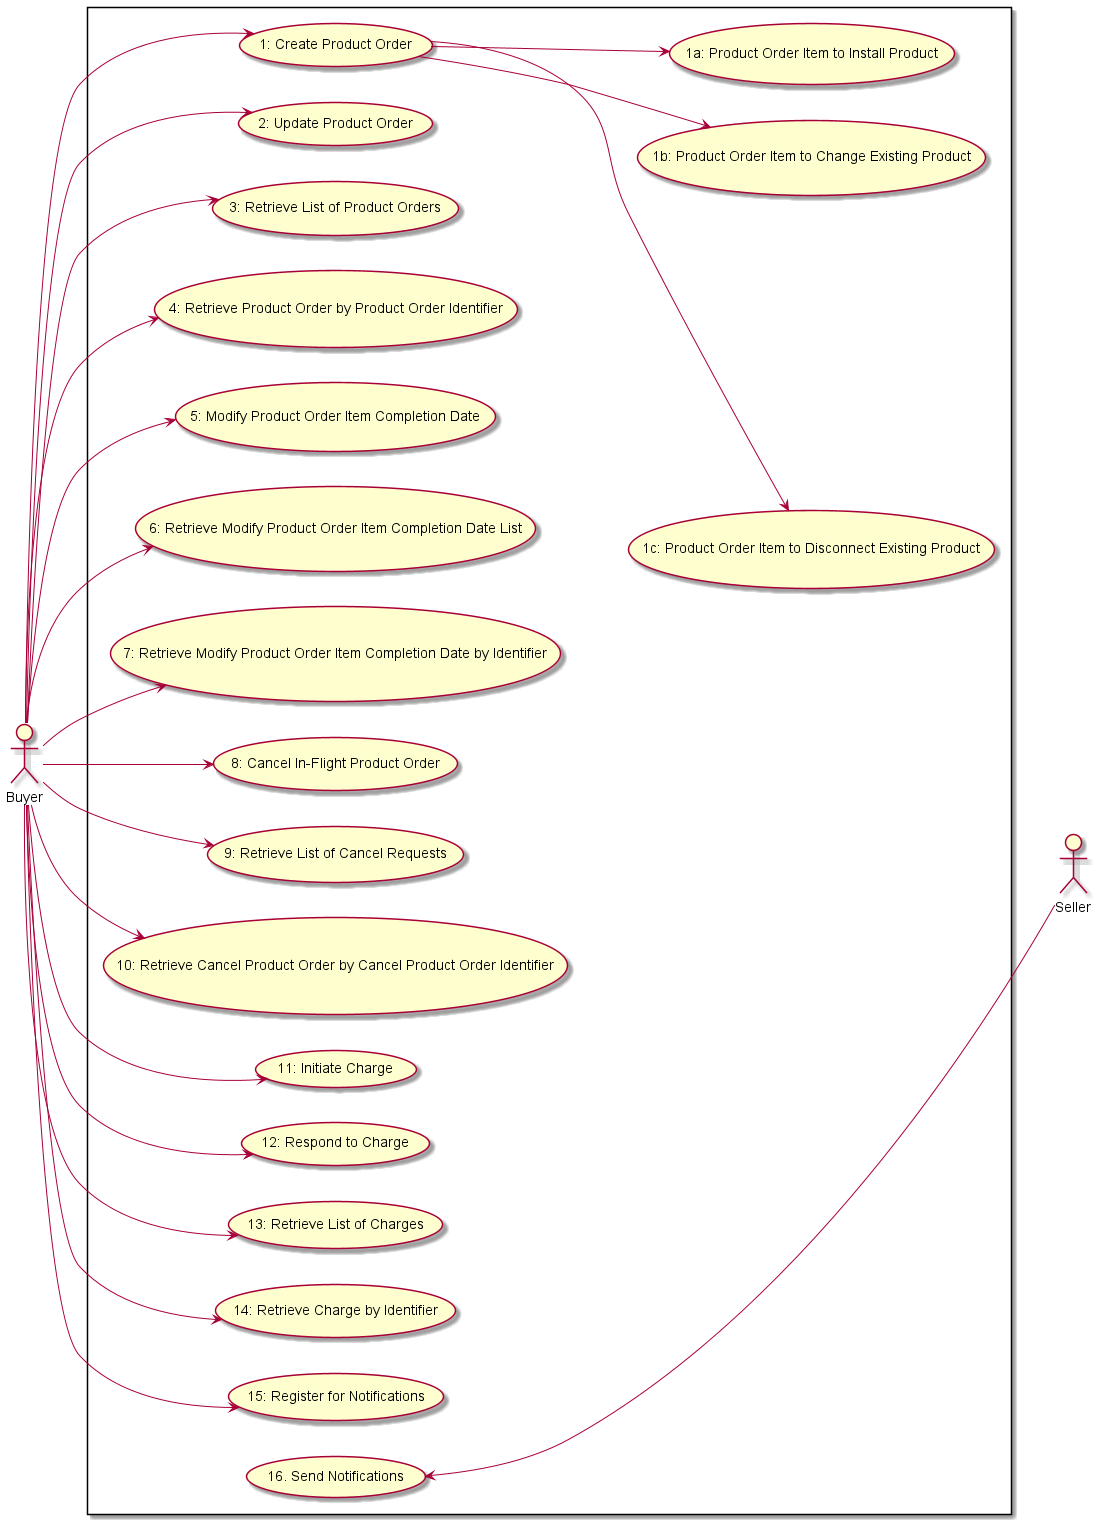 1: Create Product Order
1a: Product Order Item to Install Product
2: Update Product Order
1b: Product Order Item to Change Existing Product
3: Retrieve List of Product Orders
4: Retrieve Product Order by Product Order Identifier
5: Modify Product Order Item Completion Date
6: Retrieve Modify Product Order Item Completion Date List
1c: Product Order Item to Disconnect Existing Product
7: Retrieve Modify Product Order Item Completion Date by Identifier
8: Cancel In-Flight Product Order
Buyer
9: Retrieve List of Cancel Requests
Seller
10: Retrieve Cancel Product Order by Cancel Product Order Identifier
11: Initiate Charge
12: Respond to Charge
13: Retrieve List of Charges
14: Retrieve Charge by Identifier
15: Register for Notifications
16. Send Notifications